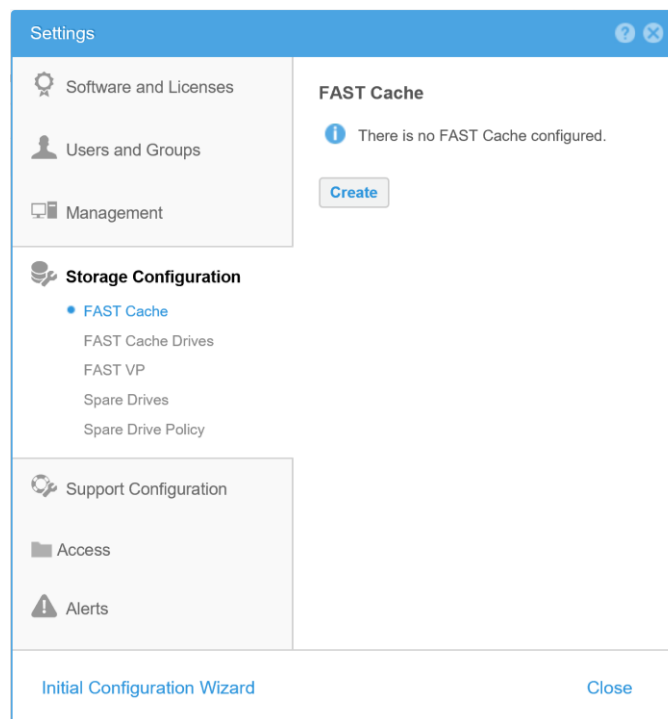 Settings
Software and Licenses
Users and Groups
Management
Storage Configuration
FAST Cache
FAST Cache Drives
FAST VP
Spare Drives
Spare Drive Policy
Support Configuration
Access
Alerts
FAST Cache
There is no FAST Cache configured.
Create
Initial Configuration Wizard
Close